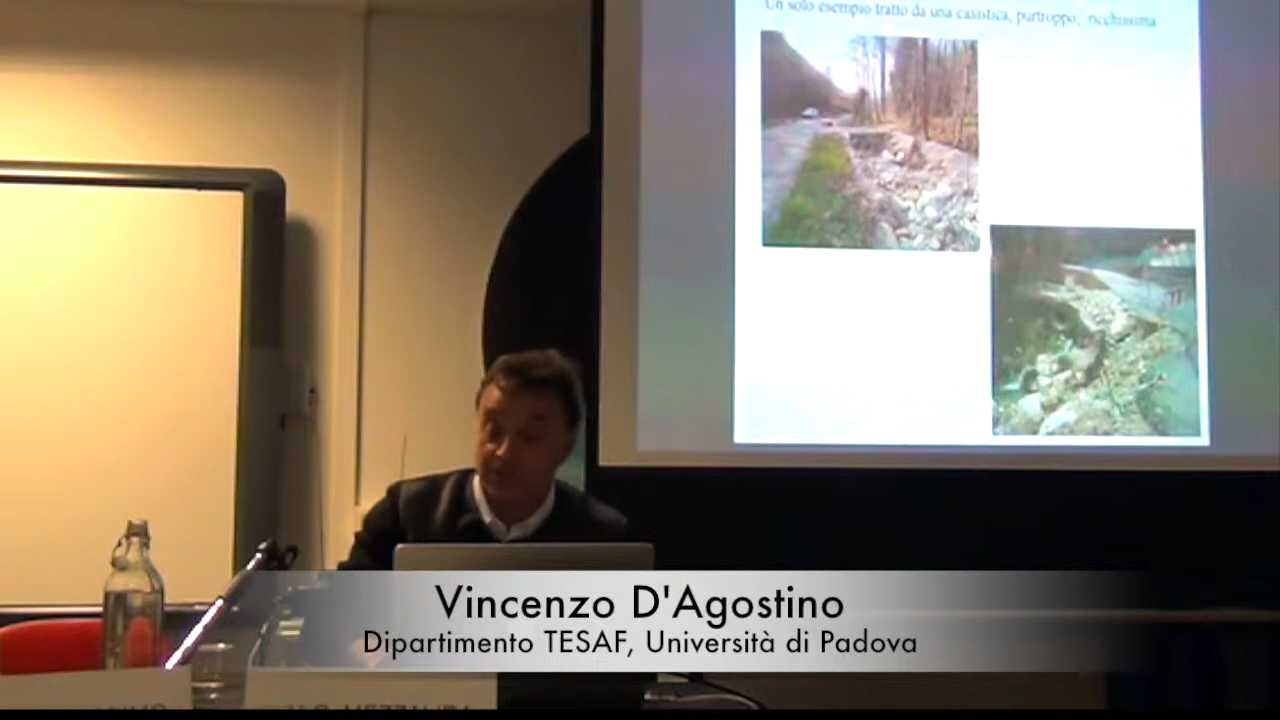 Un solo esempio tratto da una casistica, purtroppo, ricchissima
Vincenzo D'Agostino
Dipartimento TESAF, Università di Padova